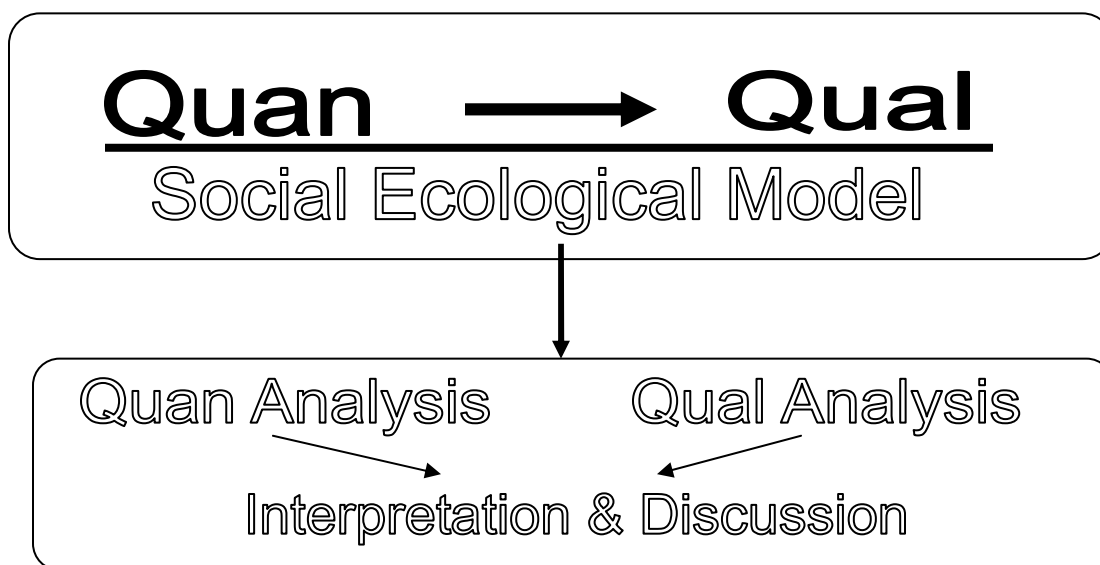 Quan Qual
Social Ecological Model
Quan Analysis Qual Analysis
Interpretation & Discussion